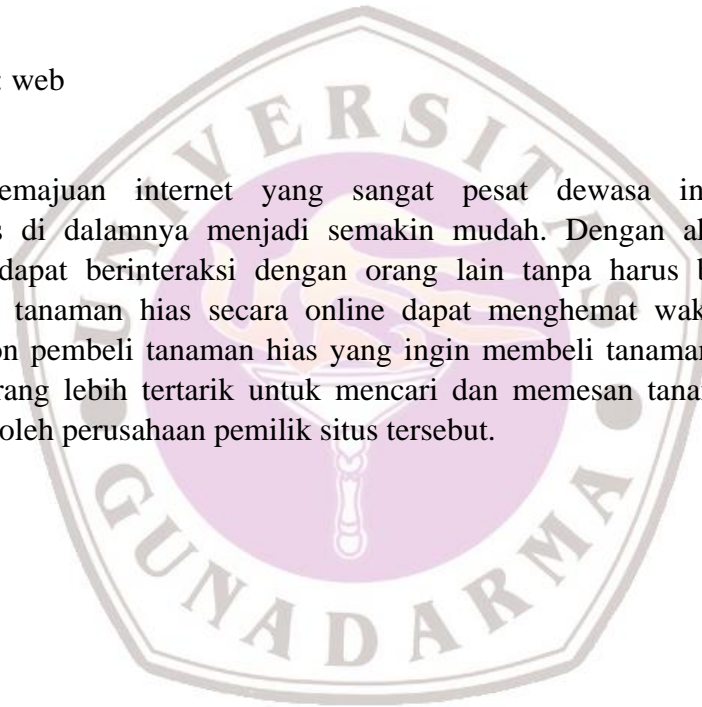 : web
emajuan internet yang sangat pesat dewasa in
s di dalamnya menjadi semakin mudah. Dengan a
dapat berinteraksi dengan orang lain tanpa harus b
tanaman hias secara online dapat menghemat wak
on pembeli tanaman hias yang ingin membeli tanaman
rang lebih tertarik untuk mencari dan memesan tana
oleh perusahaan pemilik situs tersebut.
UNIVERSITAS
GUNADARMA